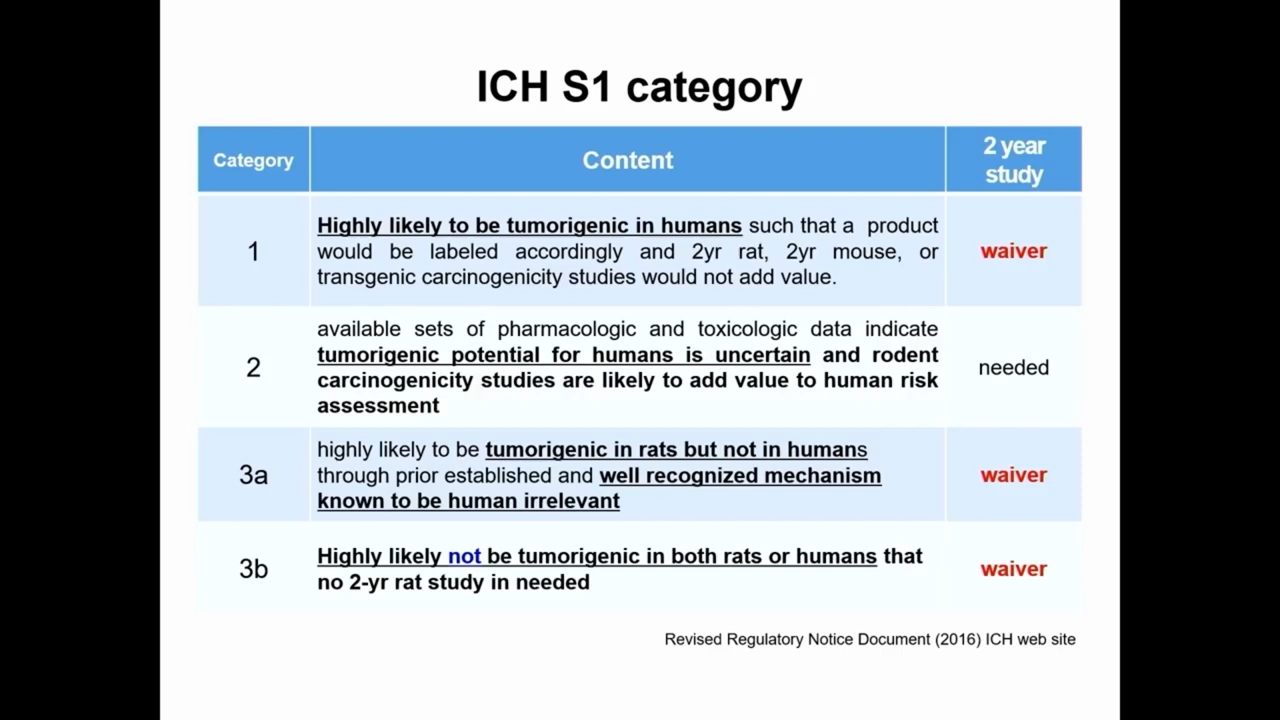 ICH S1 category
Category
Content
2 year
study
1
Highly likely to be tumorigenic in humans such that a product
would be labeled accordingly and 2yr rat, 2yr mouse, or
transgenic carcinogenicity studies would not add value.
waiver
2
available sets of pharmacologic and toxicologic data indicate
tumorigenic potential for humans is uncertain and rodent
carcinogenicity studies are likely to add value to human risk
assessment
needed
3a
highly likely to be tumorigenic in rats but not in humans
through prior established and well recognized mechanism
known to be human irrelevant
waiver
3b
Highly likely not be tumorigenic in both rats or humans that
no 2-yr rat study in needed
waiver
Revised Regulatory Notice Document (2016) ICH web site